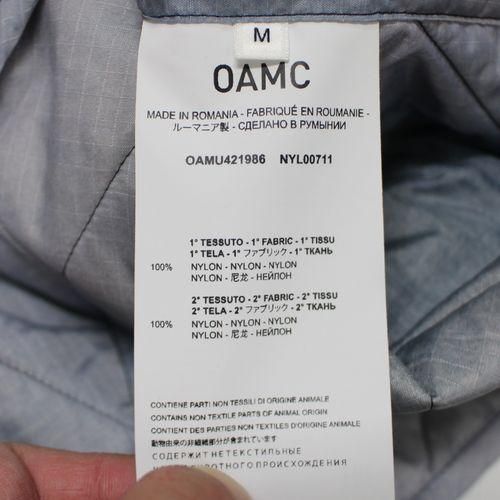 M
OAMC
MADE IN ROMANIA - FABRIQUÉ EN ROUMANIE -
ルーマニア製 - СДЕЛАНО В РУМЫНИИ
OAMU421986 NYL00711
1° TESSUTO - 1° FABRIC - 1° TISSU
1° TELA - 1° ファブリック - 1° ТКАНЬ
100% NYLON - NYLON - NYLON
NYLON - 尼龙 - НЕЙЛОН
2° TESSUTO - 2° FABRIC - 2° TISSU
2° TELA - 2° ファブリック - 2° ТКАНЬ
100% NYLON - NYLON - NYLON
NYLON - 尼龙 - НЕЙЛОН
CONTIENE PARTI NON TESSILI DI ORIGINE ANIMALE
CONTAINS NON TEXTILE PARTS OF ANIMAL ORIGIN
CONTIENT DES PARTIES NON TEXTILES D'ORIGINE ANIMALE
動物由来の非繊維部分が含まれています
СОДЕРЖИТ НЕТЕКСТИЛЬНЫЕ
ЧАСТИ ЖИВОТНОГО ПРОИСХОЖДЕНИЯ